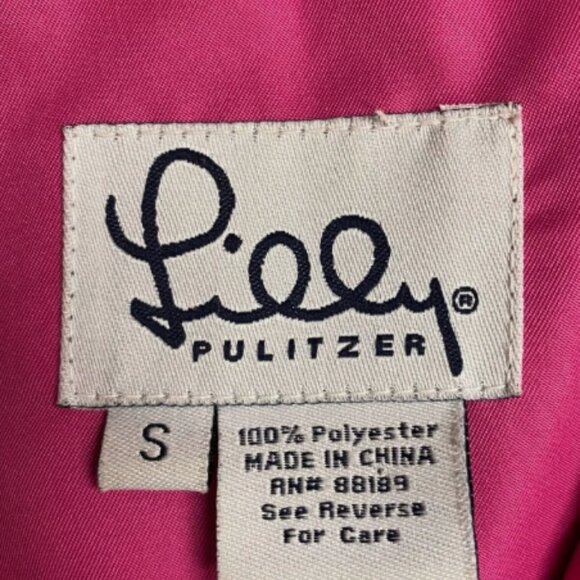 Lilly®
PULITZER
S
100% Polyester
MADE IN CHINA
RN# 88189
See Reverse
For Care